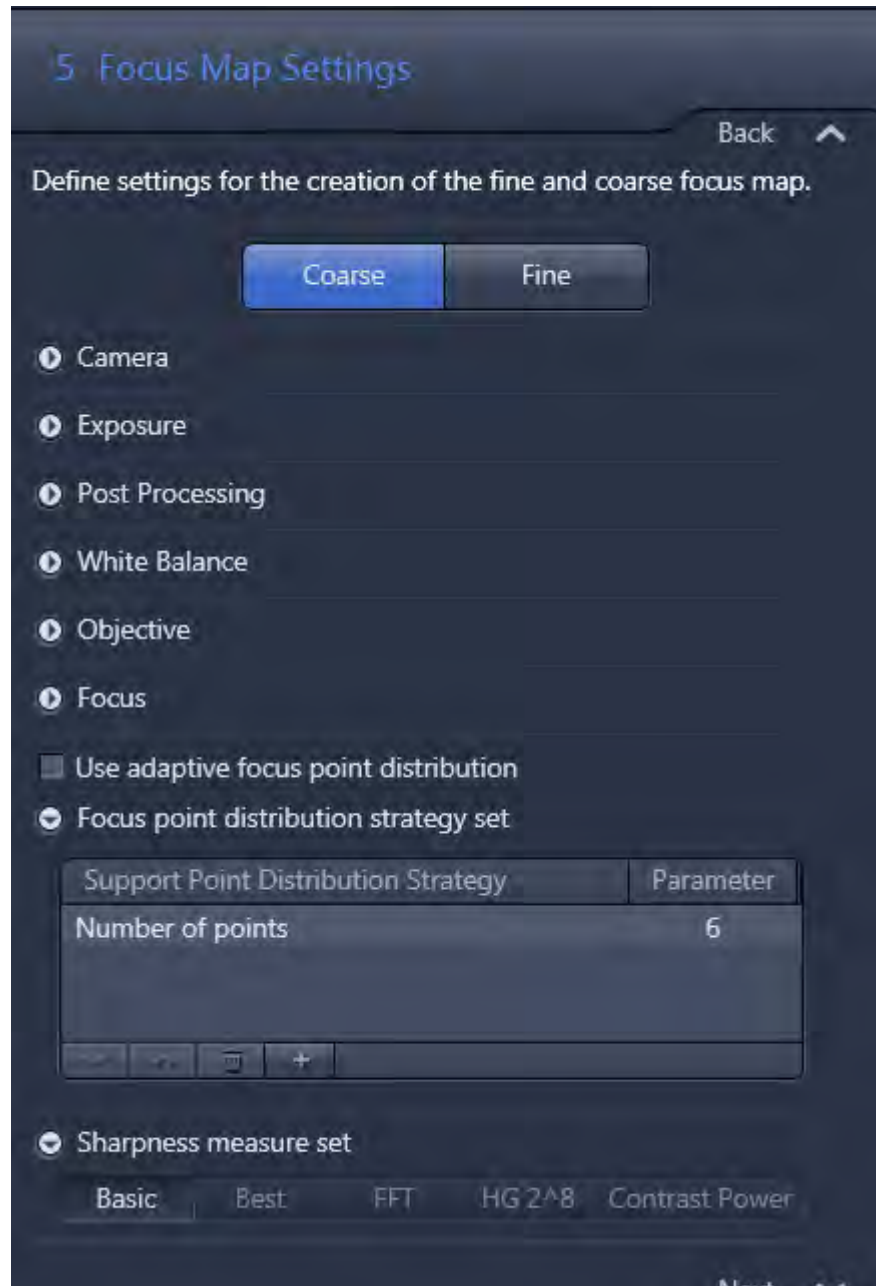 5 Focus Map Settings
Back
Define settings for the creation of the fine and coarse focus map.
Coarse Fine
Camera
Exposure
Post Processing
White Balance
Objective
Focus
Use adaptive focus point distribution
Focus point distribution strategy set
Support Point Distribution Strategy Parameter
Number of points 6
+
Sharpness measure set
Basic Best FFT HG 2^8 Contrast Power